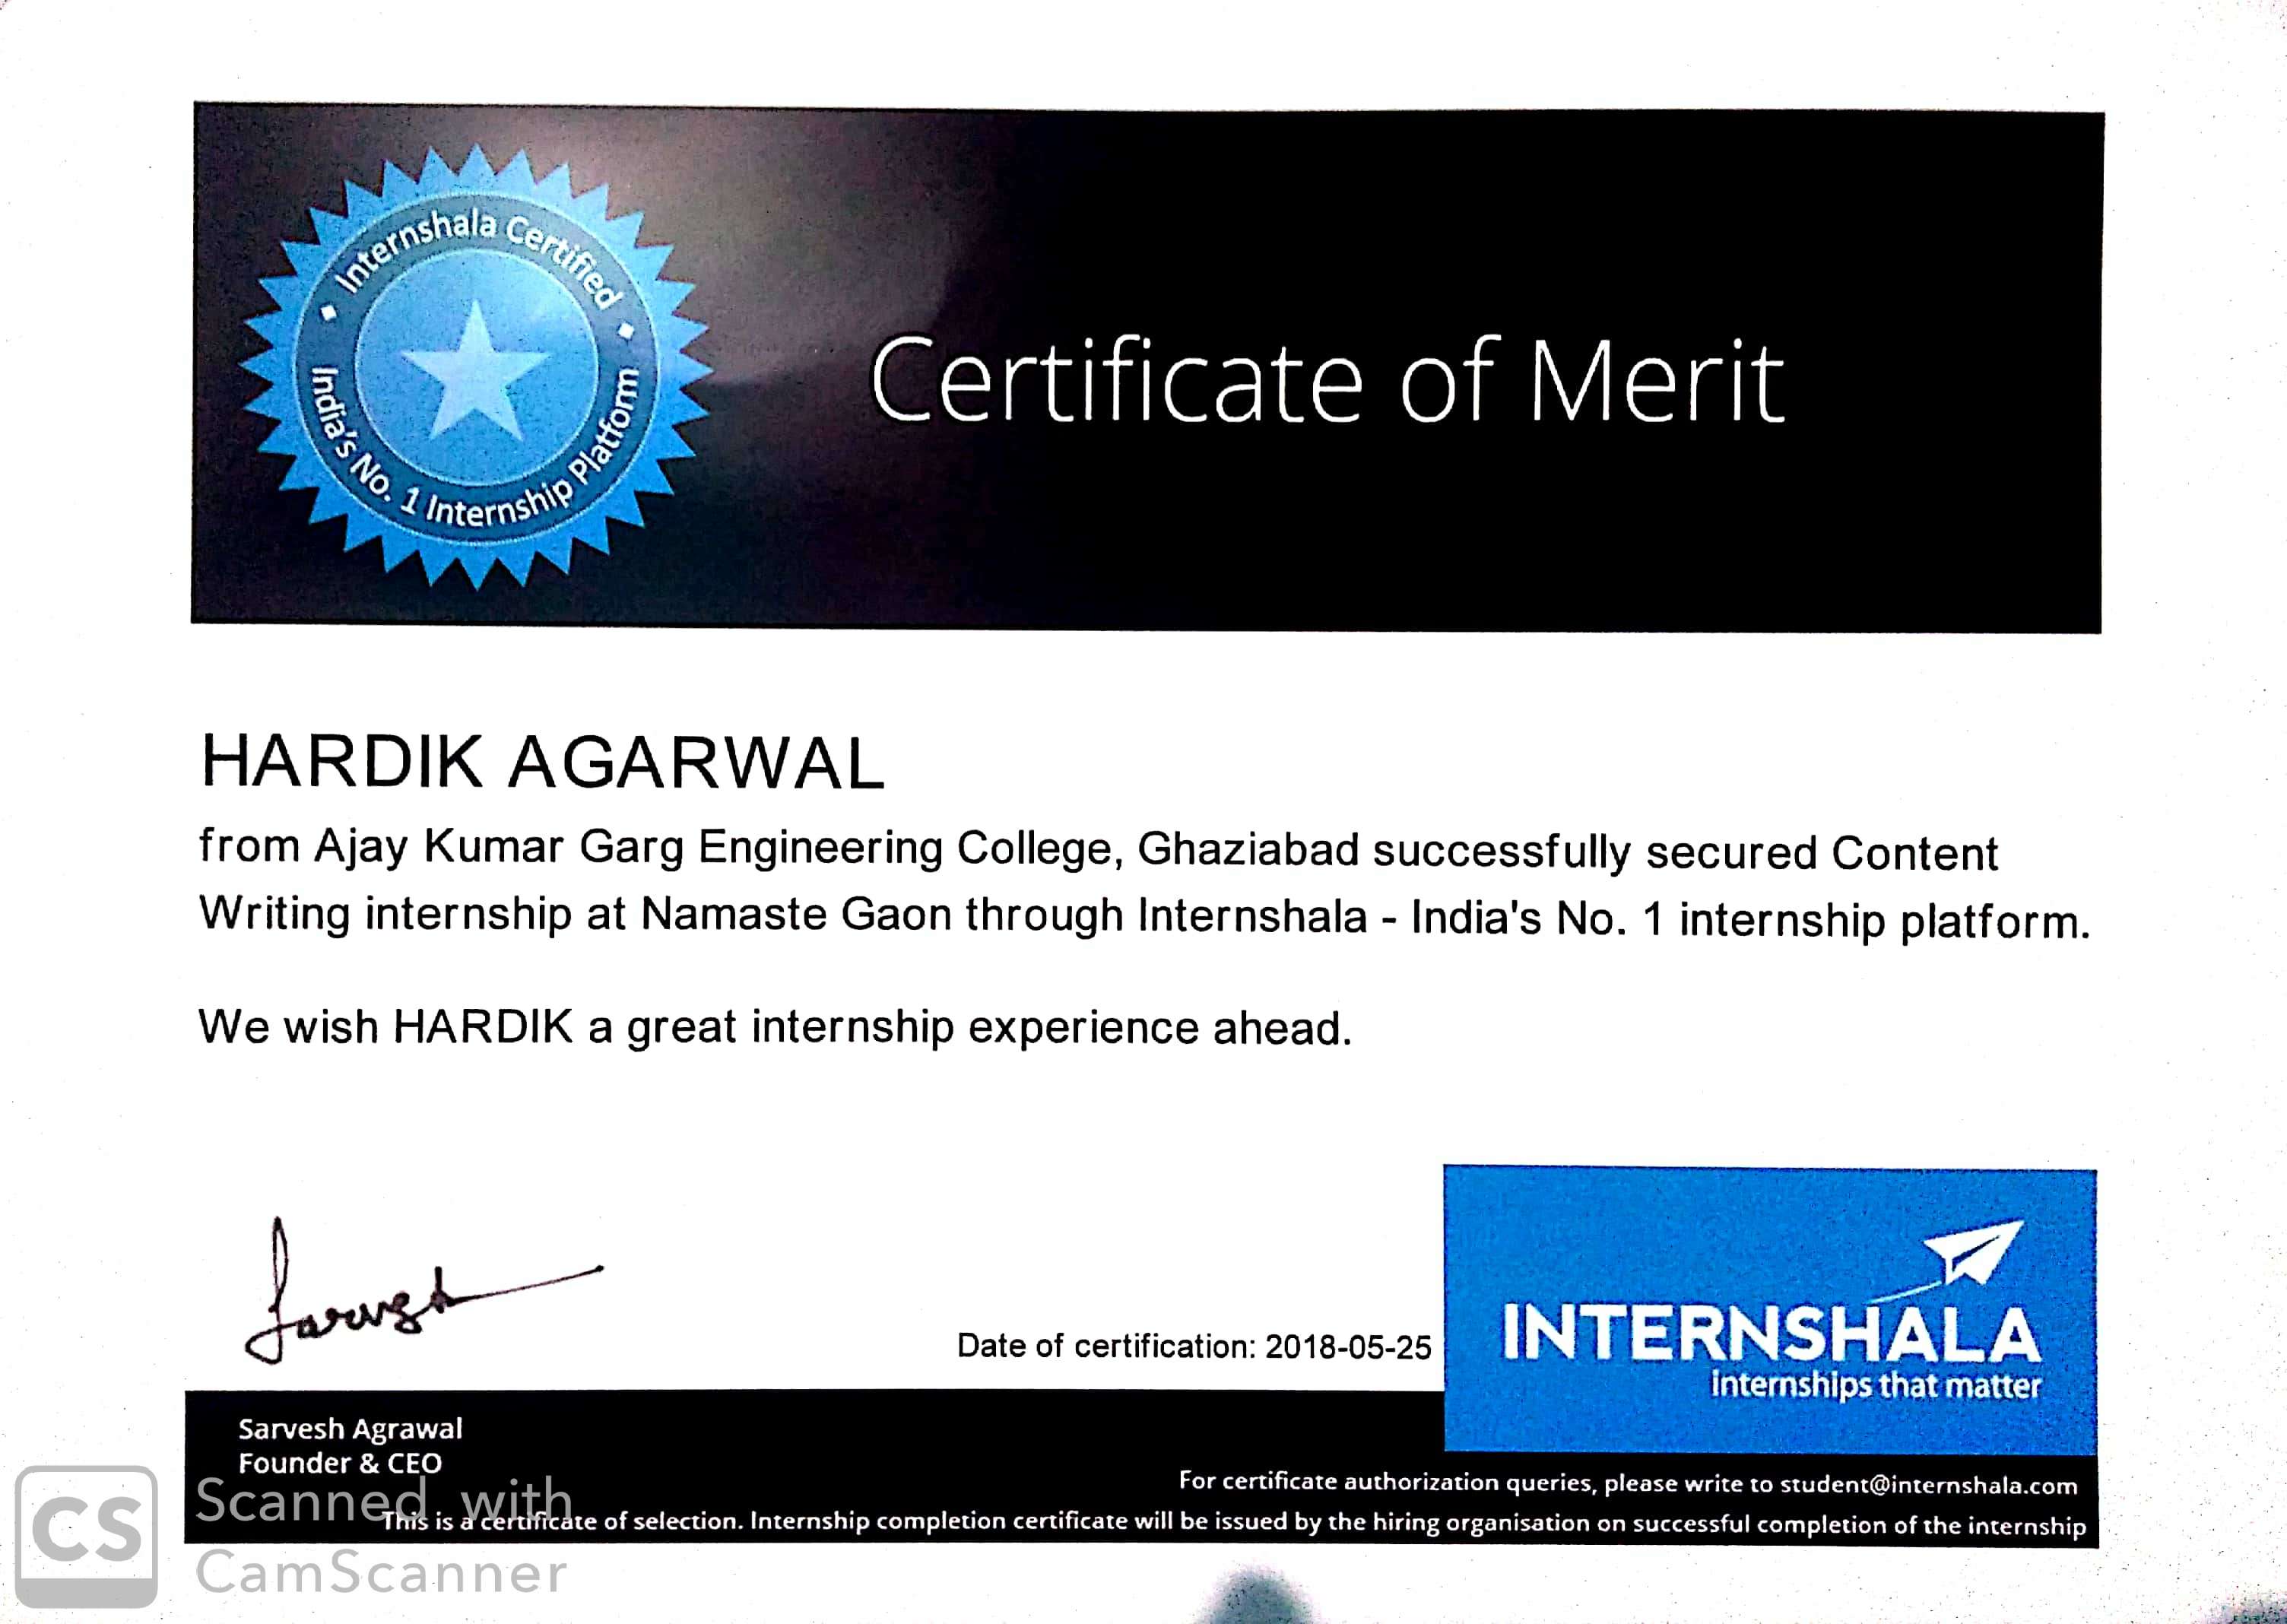 Internshala Certified
India's No. 1 Internship Platform
Certificate of Merit
HARDIK AGARWAL
from Ajay Kumar Garg Engineering College, Ghaziabad successfully secured Content
Writing internship at Namaste Gaon through Internshala - India's No. 1 internship platform.
We wish HARDIK a great internship experience ahead.
Sarvesh
Date of certification: 2018-05-25
INTERNSHALA
internships that matter
Sarvesh Agrawal
Founder & CEO
For certificate authorization queries, please write to student@internshala.com
This is a certificate of selection. Internship completion certificate will be issued by the hiring organisation on successful completion of the internship
CS
Scanned with
CamScanner